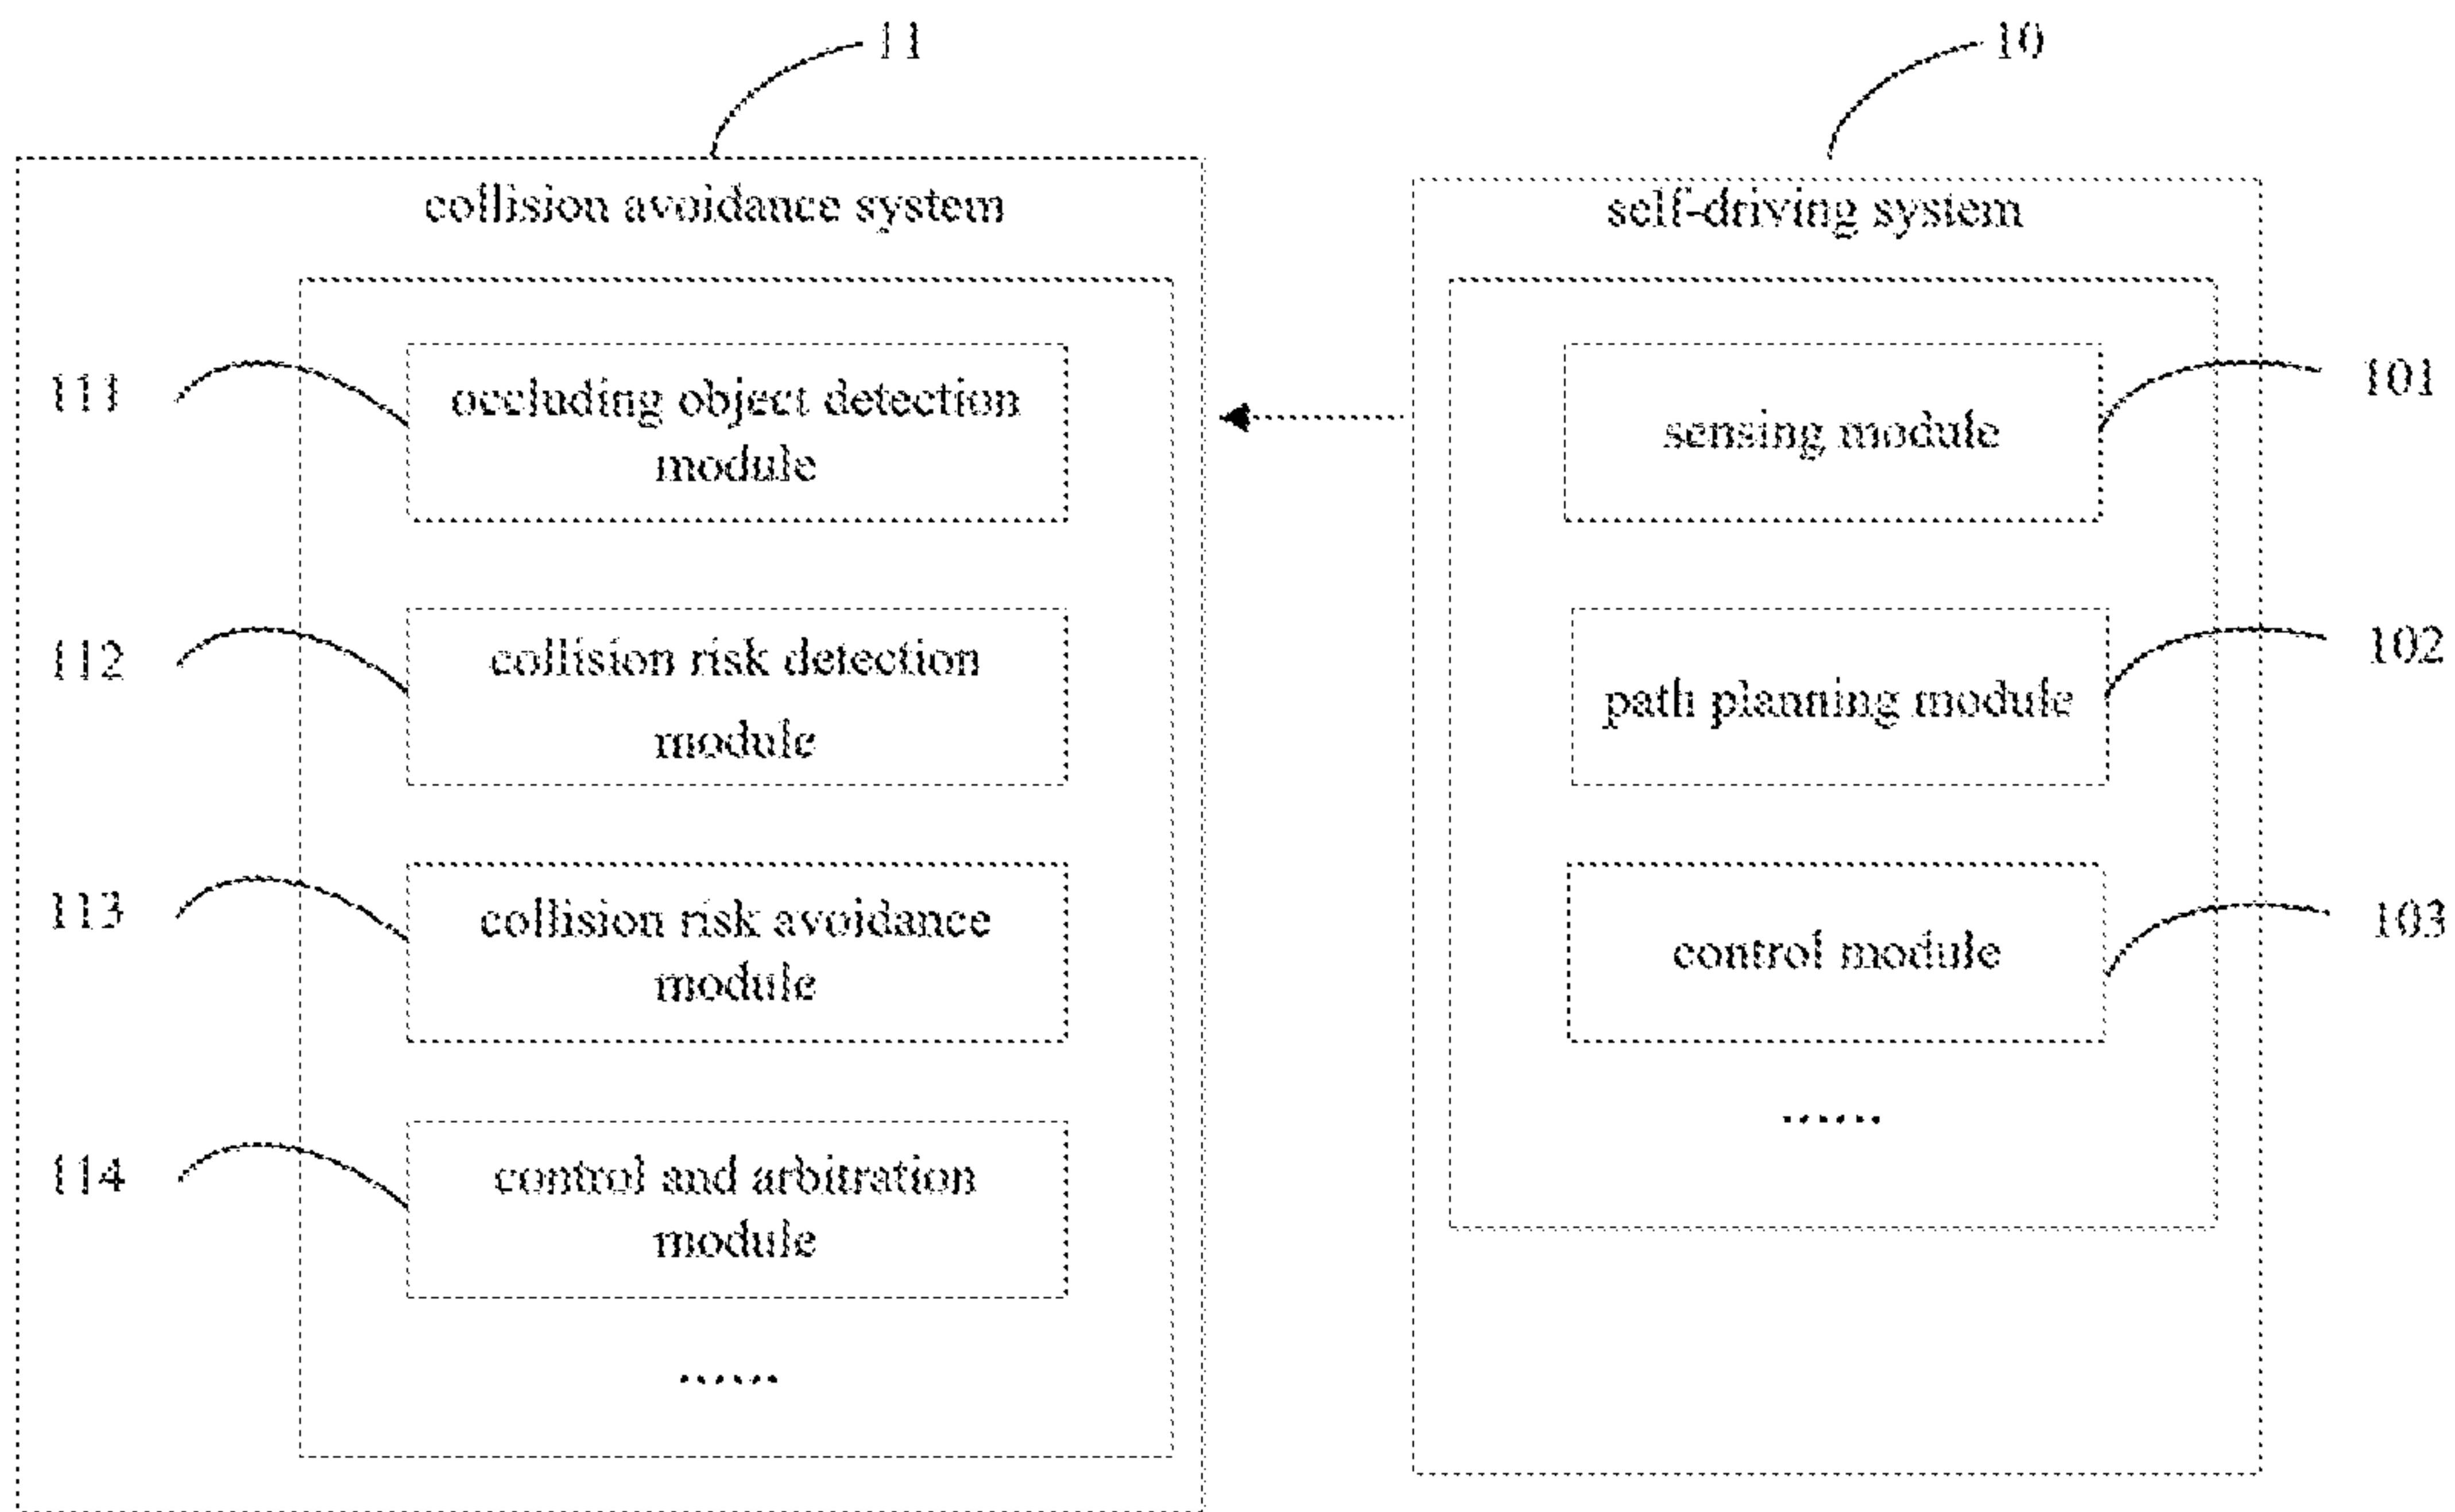 11
10
collision avoidance system
self-driving system
111
occluding object detection
module
sensing module
101
112
collision risk detection
module
path planning module
102
113
collision risk avoidance
module
control module
103
114
control and arbitration
module
......
......